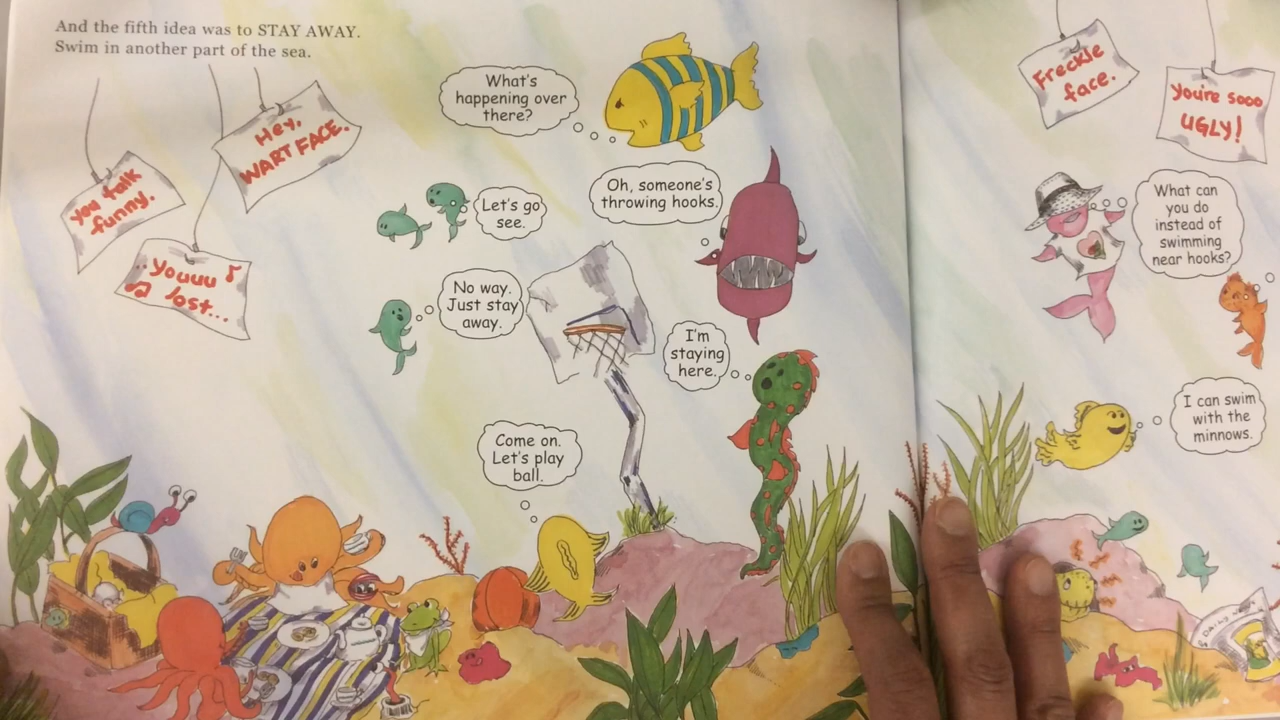 And the fifth idea was to STAY AWAY.
Swim in another part of the sea.
You talk
funny.
Hey,
WART FACE.
Youuu
lost...
What's
happening over
there?
Let's go
see.
Oh, someone's
throwing hooks.
No way.
Just stay
away.
I'm
staying
here.
Come on.
Let's play
ball.
Freckle
face.
You're sooo
UGLY!
What can
you do
instead of
swimming
near hooks?
I can swim
with the
minnows.